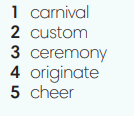 1 carnival
2 custom
3 ceremony
4 originate
5 cheer